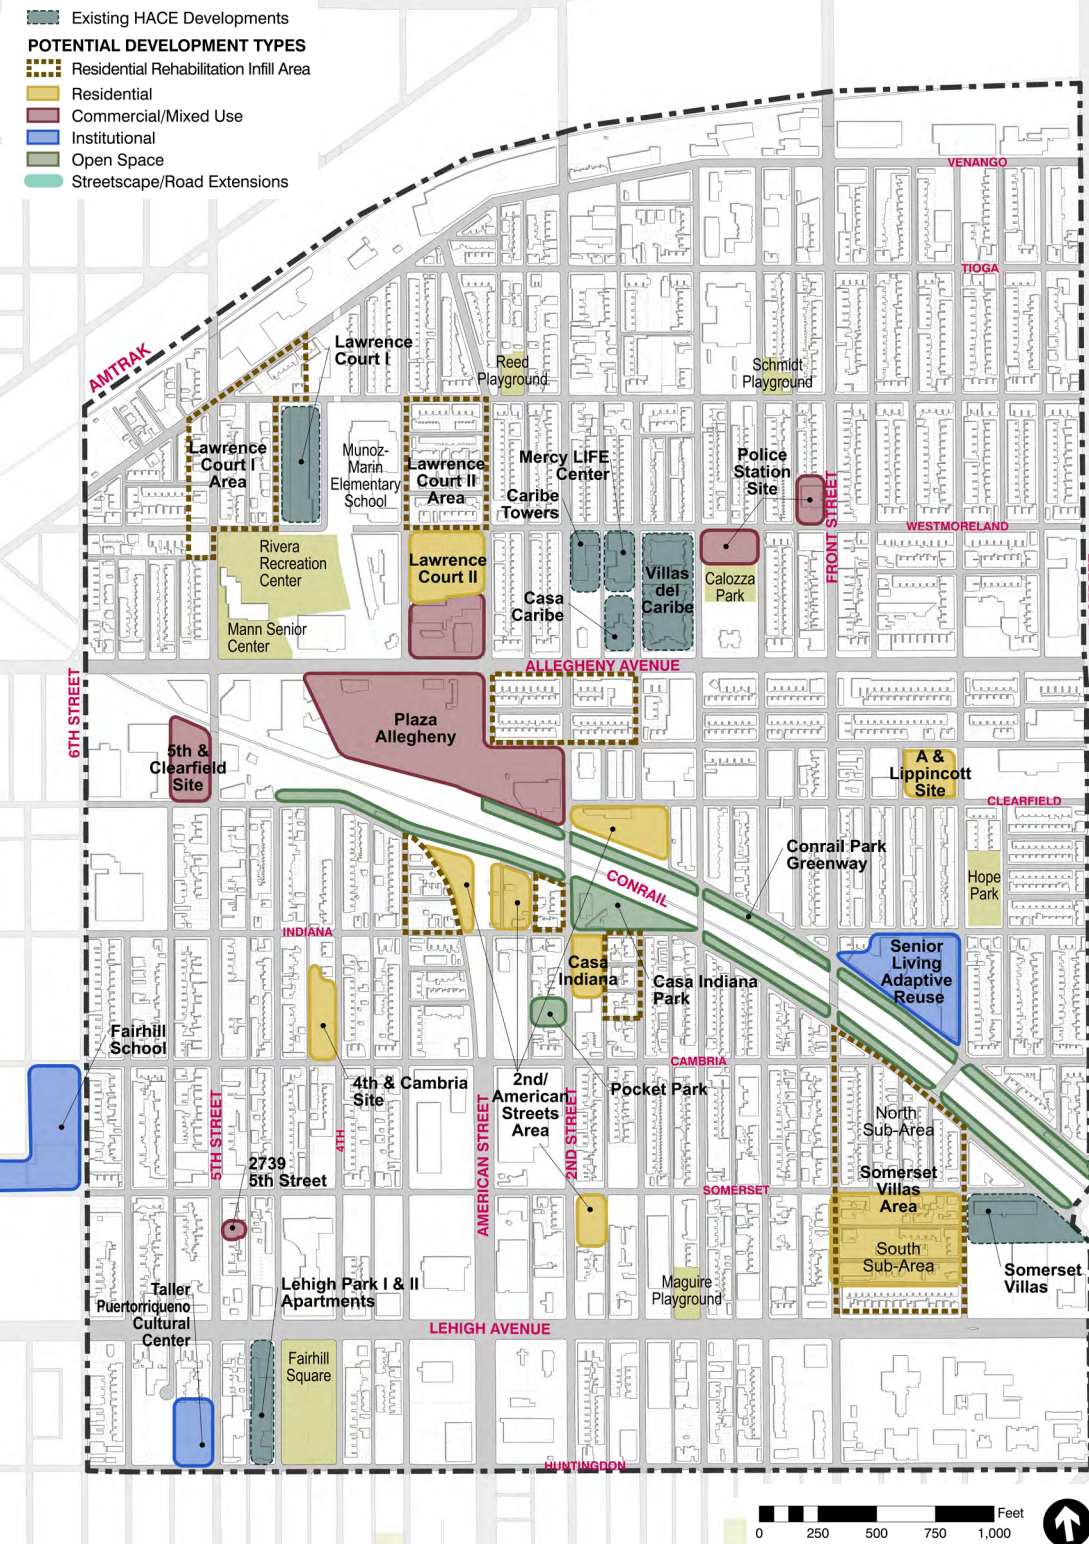 Existing HACE Developments
POTENTIAL DEVELOPMENT TYPES
Residential Rehabilitation Infill Area
Residential
Commercial/Mixed Use
Institutional
Open Space
Streetscape/Road Extensions
VENANGO
TIOGA
AMTRAK
Lawrence
Court I
Reed
Playground
Schmidt
Playground
Lawrence
Court I
Area
Munoz-
Marin
Elementary
School
Lawrence
Court II
Area
Mercy LIFE
Center
Caribe
Towers
Police
Station
Site
FRONT STREET
WESTMORELAND
Rivera
Recreation
Center
Lawrence
Court II
Casa
Caribe
Villas
del
Caribe
Calozza
Park
Mann Senior
Center
ALLEGHENY AVENUE
6TH STREET
Plaza
Allegheny
5th &
Clearfield
Site
A &
Lippincott
Site
CLEARFIELD
Conrail Park
Greenway
CONRAIL
Hope
Park
INDIANA
Casa
Indiana
Casa Indiana
Park
Senior
Living
Adaptive
Reuse
Fairhill
School
4th & Cambria
Site
CAMBRIA
2nd/
American
Streets
Area
Pocket Park
5TH STREET
4TH
AMERICAN STREET
2ND STREET
North
Sub-Area
2739
5th Street
SOMERSET
Somerset
Villas
Area
South
Sub-Area
Somerset
Villas
Taller
Puertorriqueno
Cultural
Center
Lehigh Park I & II
Apartments
Maguire
Playground
LEHIGH AVENUE
Fairhill
Square
HUNTINGDON
Feet
0 250 500 750 1,000